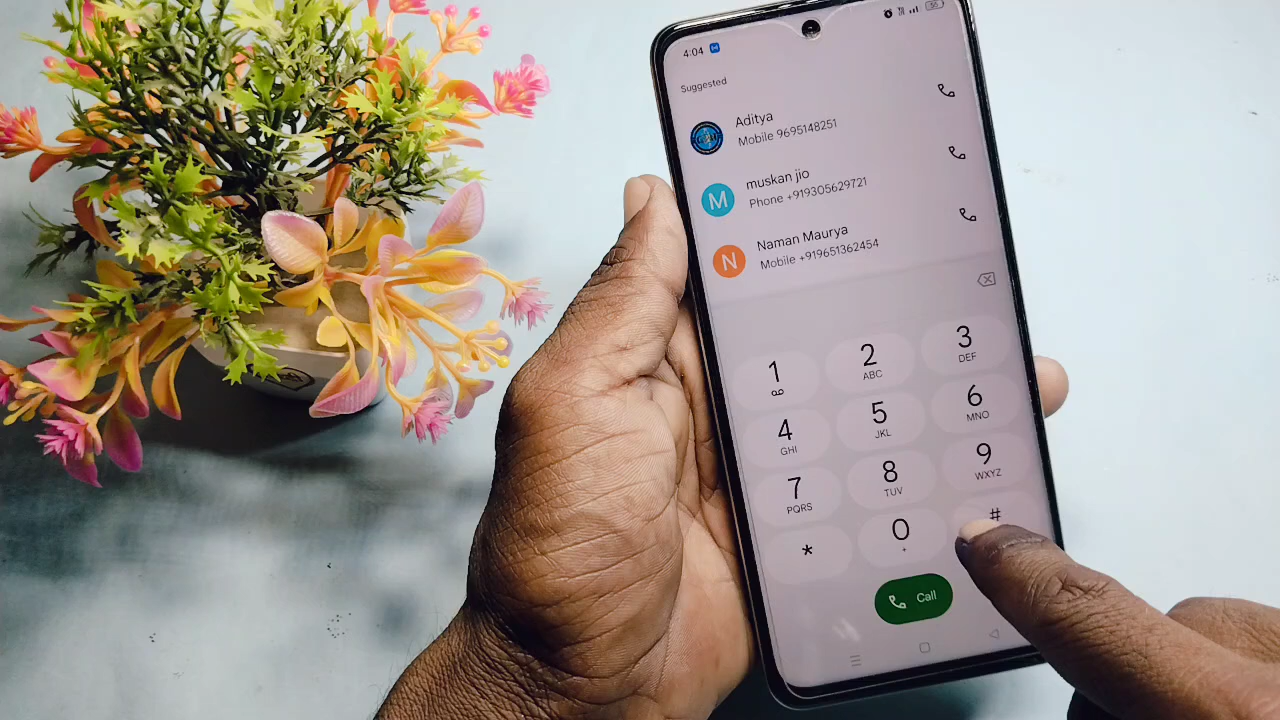 4:04
Suggested
Aditya
Mobile 9695148251
M
muskan jio
Phone +919305629721
N
Naman Maurya
Mobile +919651362454
1
2
ABC
3
DEF
4
GHI
5
JKL
6
MNO
7
PQRS
8
TUV
9
WXYZ
*
0
+
#
Call